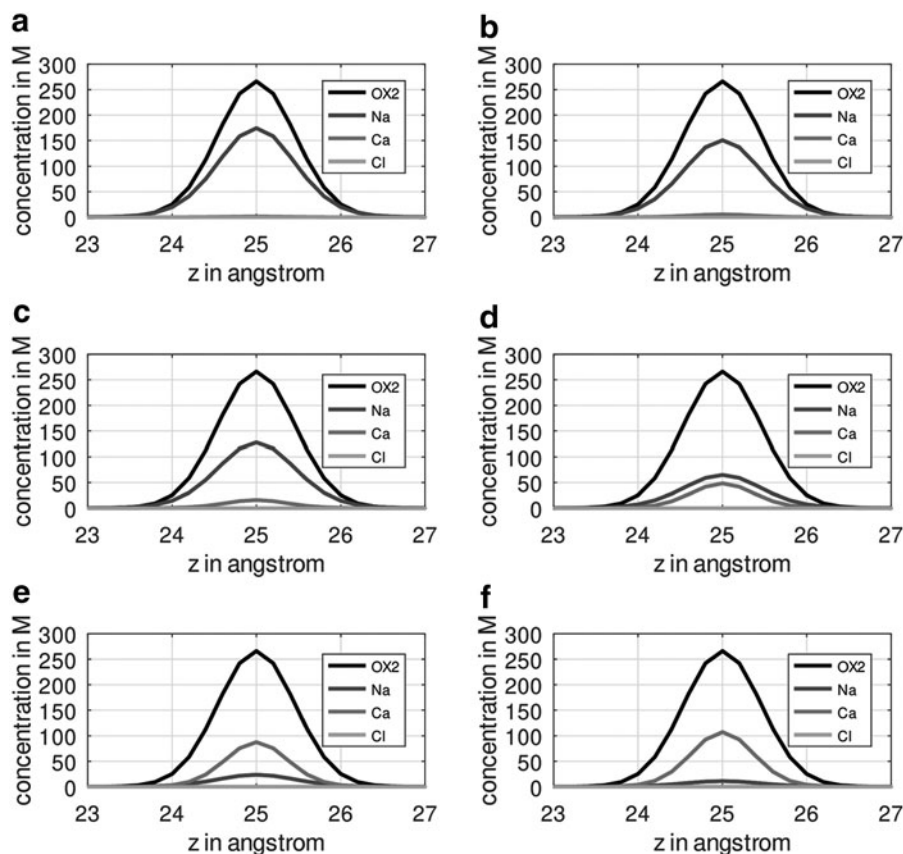 a
concentration in M
300
250
200
150
100
50
0
OX2
Na
Ca
Cl
23 24 25 26 27
z in angstrom
b
concentration in M
300
250
200
150
100
50
0
OX2
Na
Ca
Cl
23 24 25 26 27
z in angstrom
c
concentration in M
300
250
200
150
100
50
0
OX2
Na
Ca
Cl
23 24 25 26 27
z in angstrom
d
concentration in M
300
250
200
150
100
50
0
OX2
Na
Ca
Cl
23 24 25 26 27
z in angstrom
e
concentration in M
300
250
200
150
100
50
0
OX2
Na
Ca
Cl
23 24 25 26 27
z in angstrom
f
concentration in M
300
250
200
150
100
50
0
OX2
Na
Ca
Cl
23 24 25 26 27
z in angstrom